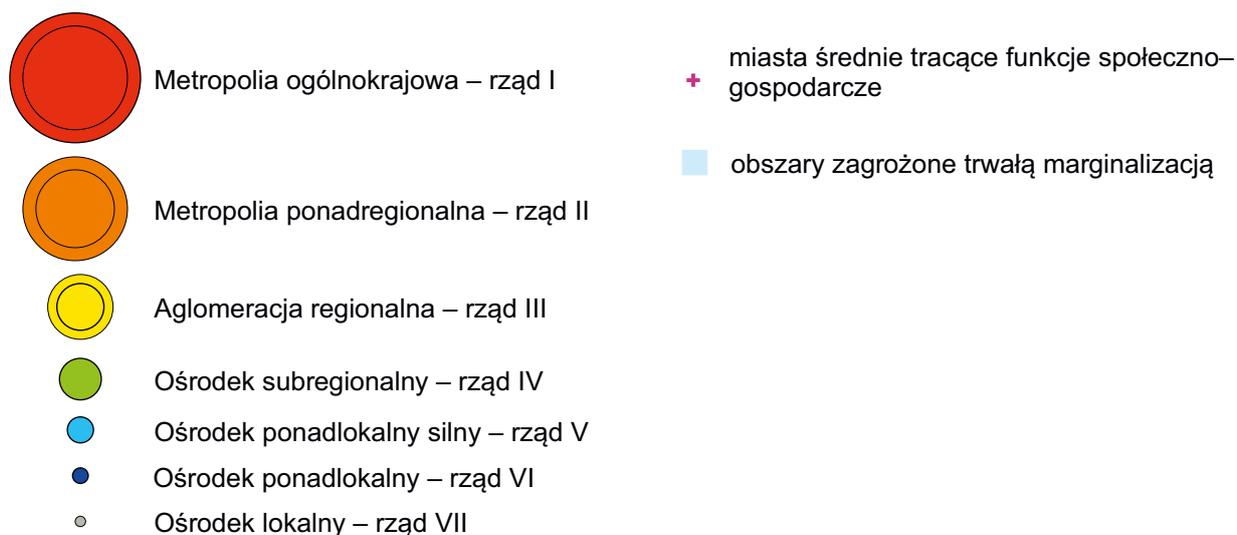 Metropolia ogólnokrajowa – rząd I
Metropolia ponadregionalna – rząd II
Aglomeracja regionalna – rząd III
Ośrodek subregionalny – rząd IV
Ośrodek ponadlokalny silny – rząd V
Ośrodek ponadlokalny – rząd VI
Ośrodek lokalny – rząd VII
miasta średnie tracące funkcje społeczno–
gospodarcze
obszary zagrożone trwałą marginalizacją